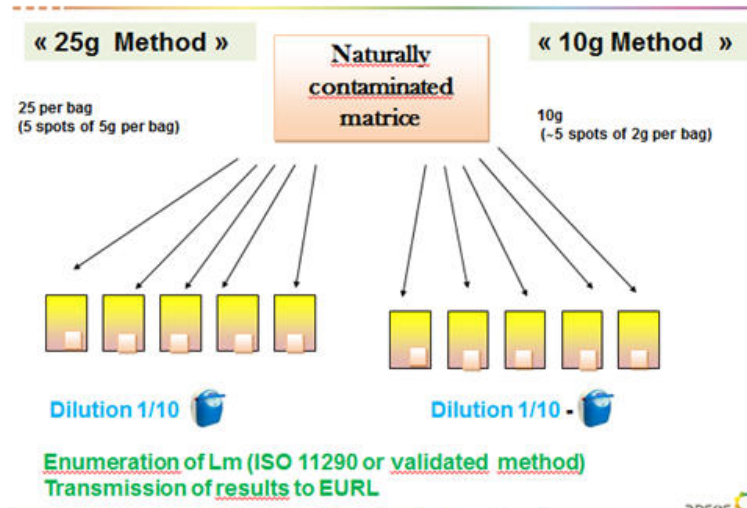 « 25g Method »
Naturally
contaminated
matrice
« 10g Method »
25 per bag
(5 spots of 5g per bag)
10g
(~5 spots of 2g per bag)
Dilution 1/10
Dilution 1/10 -
Enumeration of Lm (ISO 11290 or validated method)
Transmission of results to EURL